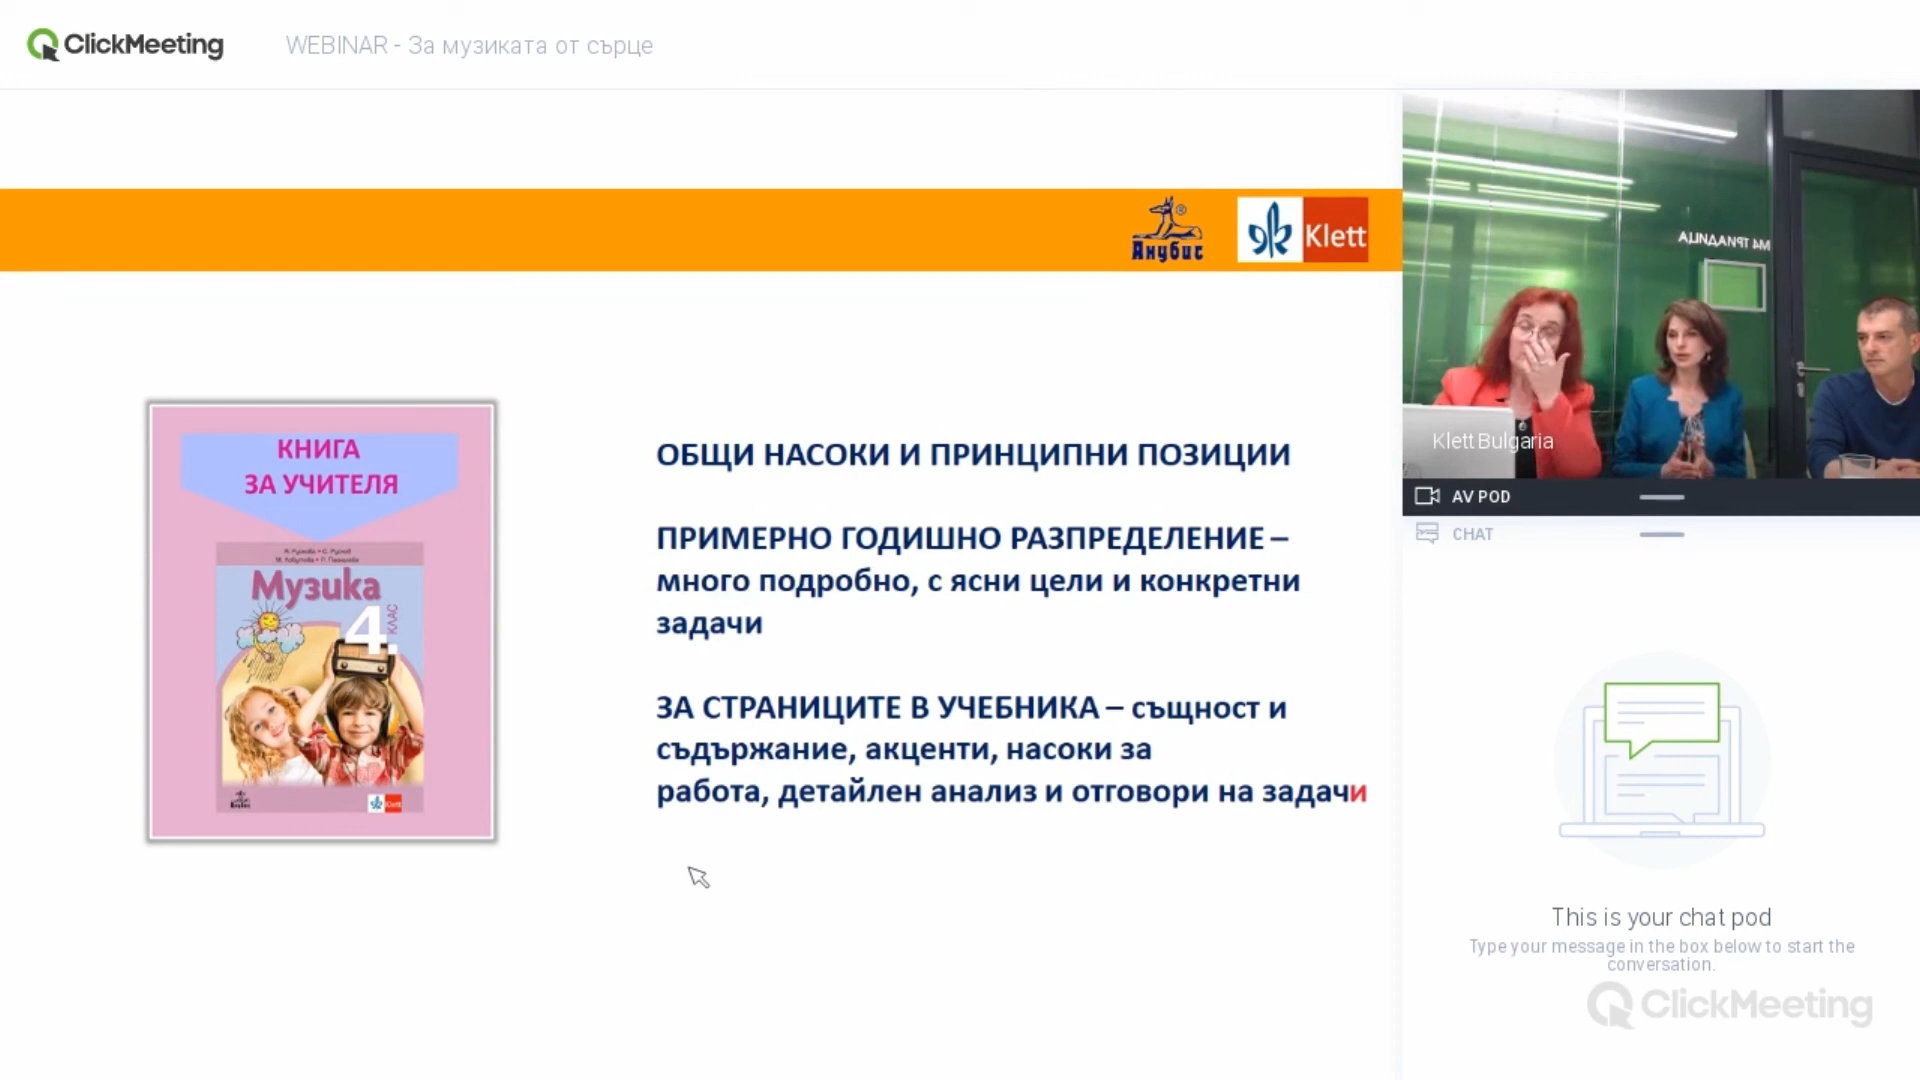 ClickMeeting
WEBINAR - За музиката от сърце
Анубис
Klett
КНИГА
ЗА УЧИТЕЛЯ
Музика
4.
КЛАС
Klett
ОБЩИ НАСОКИ И ПРИНЦИПНИ ПОЗИЦИИ
ПРИМЕРНО ГОДИШНО РАЗПРЕДЕЛЕНИЕ –
много подробно, с ясни цели и конкретни
задачи
ЗА СТРАНИЦИТЕ В УЧЕБНИКА – същност и
съдържание, акценти, насоки за
работа, детайлен анализ и отговори на задачи
М4 ТРИАДИЦА
Klett Bulgaria
AV POD
CHAT
This is your chat pod
Type your message in the box below to start the
conversation.
ClickMeeting